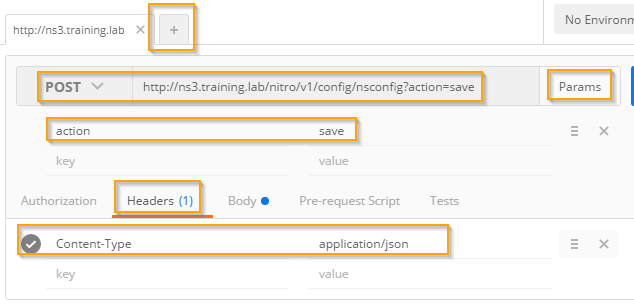 http://ns3.training.lab × +
No Environm
POST http://ns3.training.lab/nitro/v1/config/nsconfig?action=save Params
action save
key value
Authorization Headers (1) Body Pre-request Script Tests
Content-Type application/json
key value